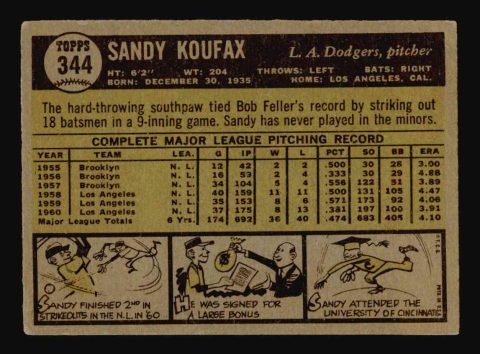 TOPPS
344
SANDY KOUFAX
L. A. Dodgers, pitcher
HT: 6'2" WT: 204 THROWS: LEFT BATS: RIGHT
BORN: DECEMBER 30, 1935 HOME: LOS ANGELES, CAL.
The hard-throwing southpaw tied Bob Feller's record by striking out
18 batsmen in a 9-inning game. Sandy has never played in the minors.
COMPLETE MAJOR LEAGUE PITCHING RECORD
YEAR TEAM LEA. G IP W L PCT SO BB ERA
1955 Brooklyn N. L. 12 42 2 2 .500 30 28 3.00
1956 Brooklyn N. L. 16 59 2 4 .333 30 29 4.88
1957 Brooklyn N. L. 34 104 5 4 .556 122 51 3.89
1958 Los Angeles N. L. 40 159 11 11 .500 131 105 4.47
1959 Los Angeles N. L. 35 153 8 6 .571 173 92 4.06
1960 Los Angeles N. L. 37 175 8 13 .381 197 100 3.91
Major League Totals 6 Yrs. 174 692 36 40 .474 683 405 4.10
SANDY FINISHED 2ND IN
STRIKEOUTS IN THE N.L. IN '60
HE WAS SIGNED FOR
A LARGE BONUS
SANDY ATTENDED THE
UNIVERSITY OF CINCINNATI